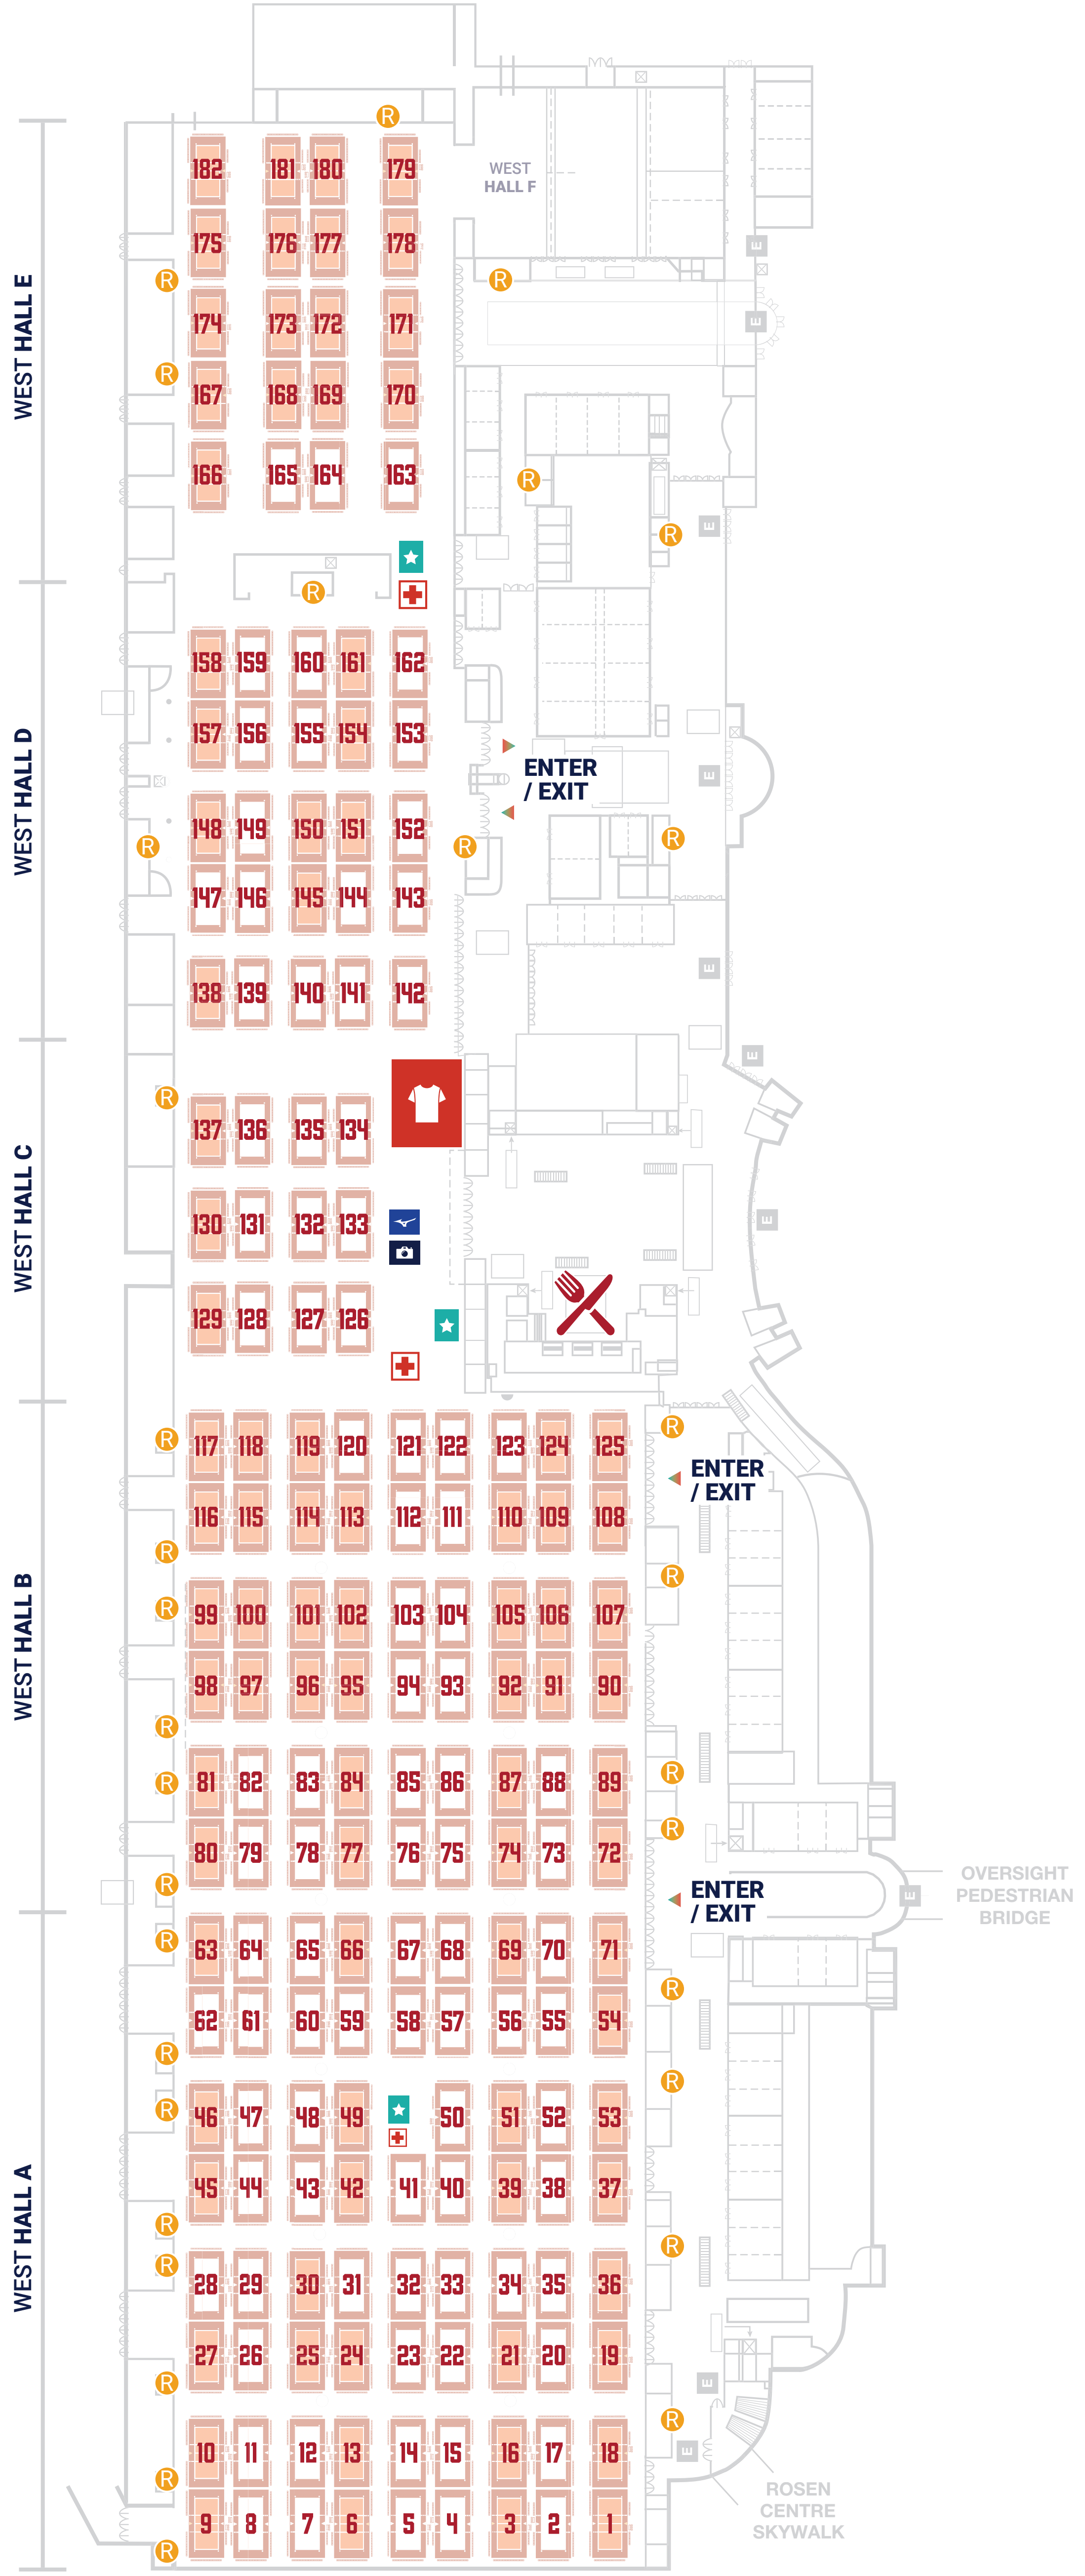 R
182 181 180 179
WEST
HALL F
175 176 177 178
E
R
R
174 173 172 171
E
WEST HALL E
R
167 168 169 170
166 165 164 163
R
E
R
R
158 159 160 161 162
157 156 155 154 153
ENTER
/ EXIT
E
WEST HALL D
148 149 150 151 152
R
R
R
147 146 145 144 143
E
138 139 140 141 142
E
R
137 136 135 134
WEST HALL C
130 131 132 133
E
129 128 127 126
R
R
117 118 119 120 121 122 123 124 125
ENTER
/ EXIT
116 115 114 113 112 111 110 109 108
R
R
R
99 100 101 102 103 104 105 106 107
WEST HALL B
98 97 96 95 94 93 92 91 90
R
R
R
81 82 83 84 85 86 87 88 89
R
80 79 78 77 76 75 74 73 72
R
ENTER
/ EXIT
E
OVERSIGHT
PEDESTRIAN
BRIDGE
R
63 64 65 66 67 68 69 70 71
R
62 61 60 59 58 57 56 55 54
R
R
R
46 47 48 49 50 51 52 53
45 44 43 42 41 40 39 38 37
WEST HALL A
R
R
R
28 29 30 31 32 33 34 35 36
27 26 25 24 23 22 21 20 19
R
E
R
10 11 12 13 14 15 16 17 18
E
R
ROSEN
CENTRE
SKYWALK
9 8 7 6 5 4 3 2 1
R